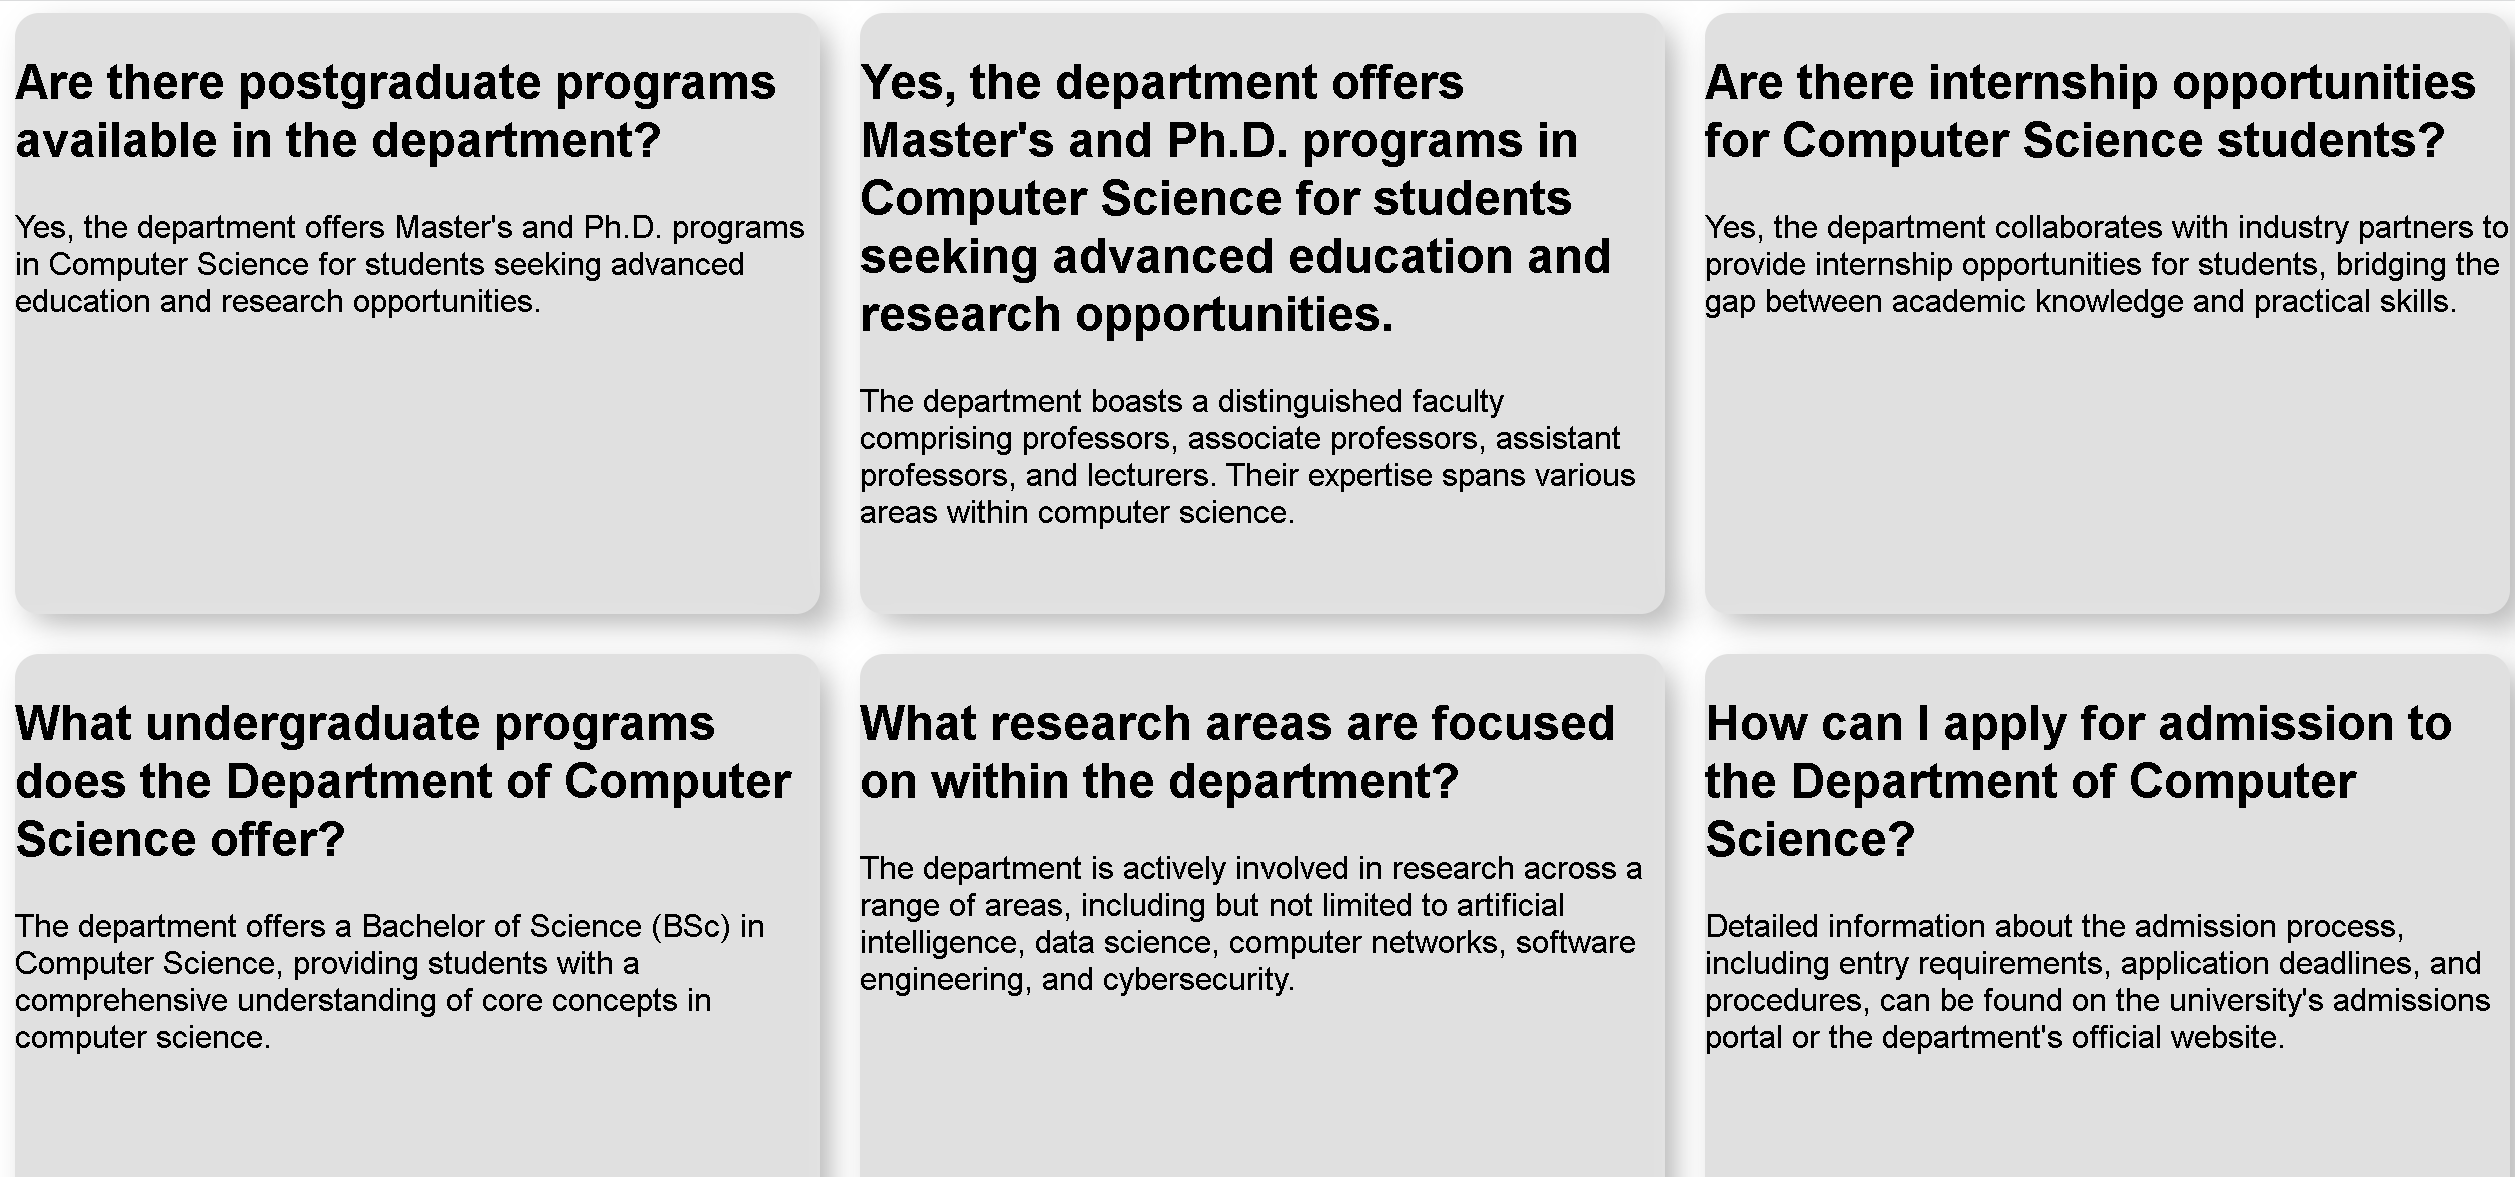 Are there postgraduate programs
available in the department?
Yes, the department offers Master's and Ph.D. programs
in Computer Science for students seeking advanced
education and research opportunities.
Yes, the department offers
Master's and Ph.D. programs in
Computer Science for students
seeking advanced education and
research opportunities.
The department boasts a distinguished faculty
comprising professors, associate professors, assistant
professors, and lecturers. Their expertise spans various
areas within computer science.
Are there internship opportunities
for Computer Science students?
Yes, the department collaborates with industry partners to
provide internship opportunities for students, bridging the
gap between academic knowledge and practical skills.
What undergraduate programs
does the Department of Computer
Science offer?
The department offers a Bachelor of Science (BSc) in
Computer Science, providing students with a
comprehensive understanding of core concepts in
computer science.
What research areas are focused
on within the department?
The department is actively involved in research across a
range of areas, including but not limited to artificial
intelligence, data science, computer networks, software
engineering, and cybersecurity.
How can I apply for admission to
the Department of Computer
Science?
Detailed information about the admission process,
including entry requirements, application deadlines, and
procedures, can be found on the university's admissions
portal or the department's official website.